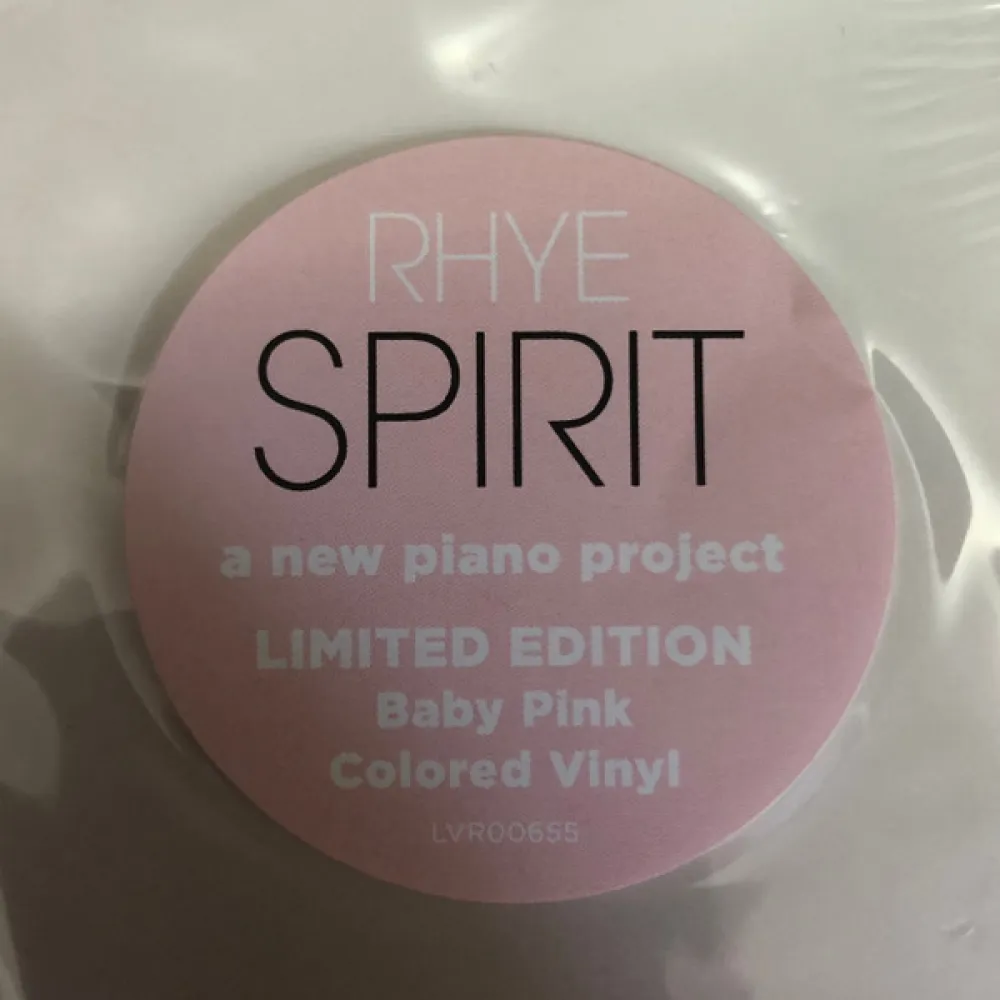 RHYE
SPIRIT
a new piano project
LIMITED EDITION
Baby Pink
Colored Vinyl
LVR00655